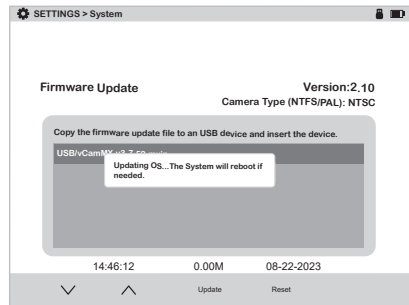 SETTINGS > System
Firmware Update
Version:2.10
Camera Type (NTFS/PAL): NTSC
Copy the firmware update file to an USB device and insert the device.
Updating OS...The System will reboot if
needed.
14:46:12 0.00M 08-22-2023
Update Reset